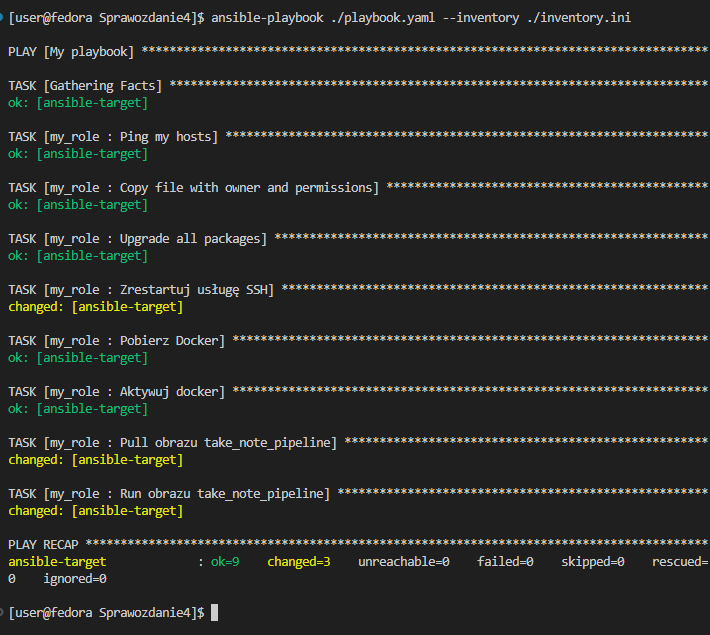 [user@fedora Sprawozdanie4]$ ansible-playbook ./playbook.yaml --inventory ./inventory.ini
PLAY [My playbook] *********************************************************************************
TASK [Gathering Facts] *****************************************************************************
ok: [ansible-target]
TASK [my_role : Ping my hosts] *********************************************************************
ok: [ansible-target]
TASK [my_role : Copy file with owner and permissions] **********************************************
ok: [ansible-target]
TASK [my_role : Upgrade all packages] **************************************************************
ok: [ansible-target]
TASK [my_role : Zrestartuj usługę SSH] *************************************************************
changed: [ansible-target]
TASK [my_role : Pobierz Docker] ********************************************************************
ok: [ansible-target]
TASK [my_role : Aktywuj docker] ********************************************************************
ok: [ansible-target]
TASK [my_role : Pull obrazu take_note_pipeline] ****************************************************
changed: [ansible-target]
TASK [my_role : Run obrazu take_note_pipeline] *****************************************************
changed: [ansible-target]
PLAY RECAP *****************************************************************************************
ansible-target             : ok=9    changed=3    unreachable=0    failed=0    skipped=0    rescued=
0    ignored=0
[user@fedora Sprawozdanie4]$